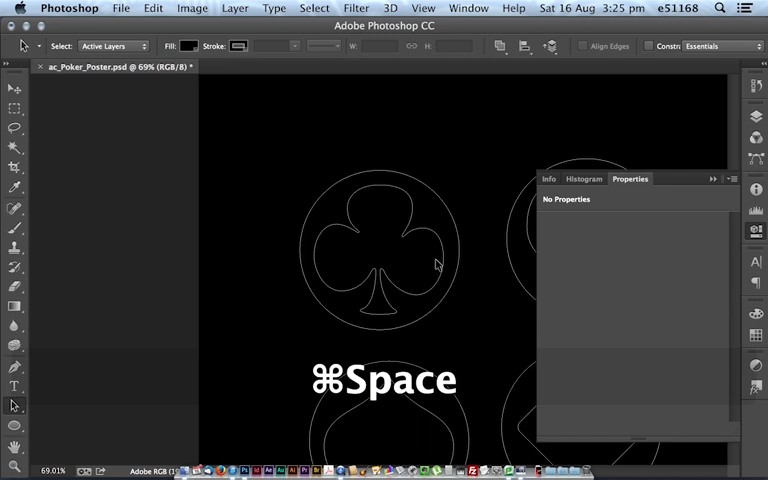 Photoshop File Edit Image Layer Type Select Filter 3D View Window Help Sat 16 Aug 3:25 pm e51168
Adobe Photoshop CC
Select: Active Layers Fill: Stroke: W: H: Align Edges Constr Essentials
ac_Poker_Poster.psd @ 69% (RGB/8) *
Info Histogram Properties
No Properties
⌘Space
69.01% Adobe RGB (19